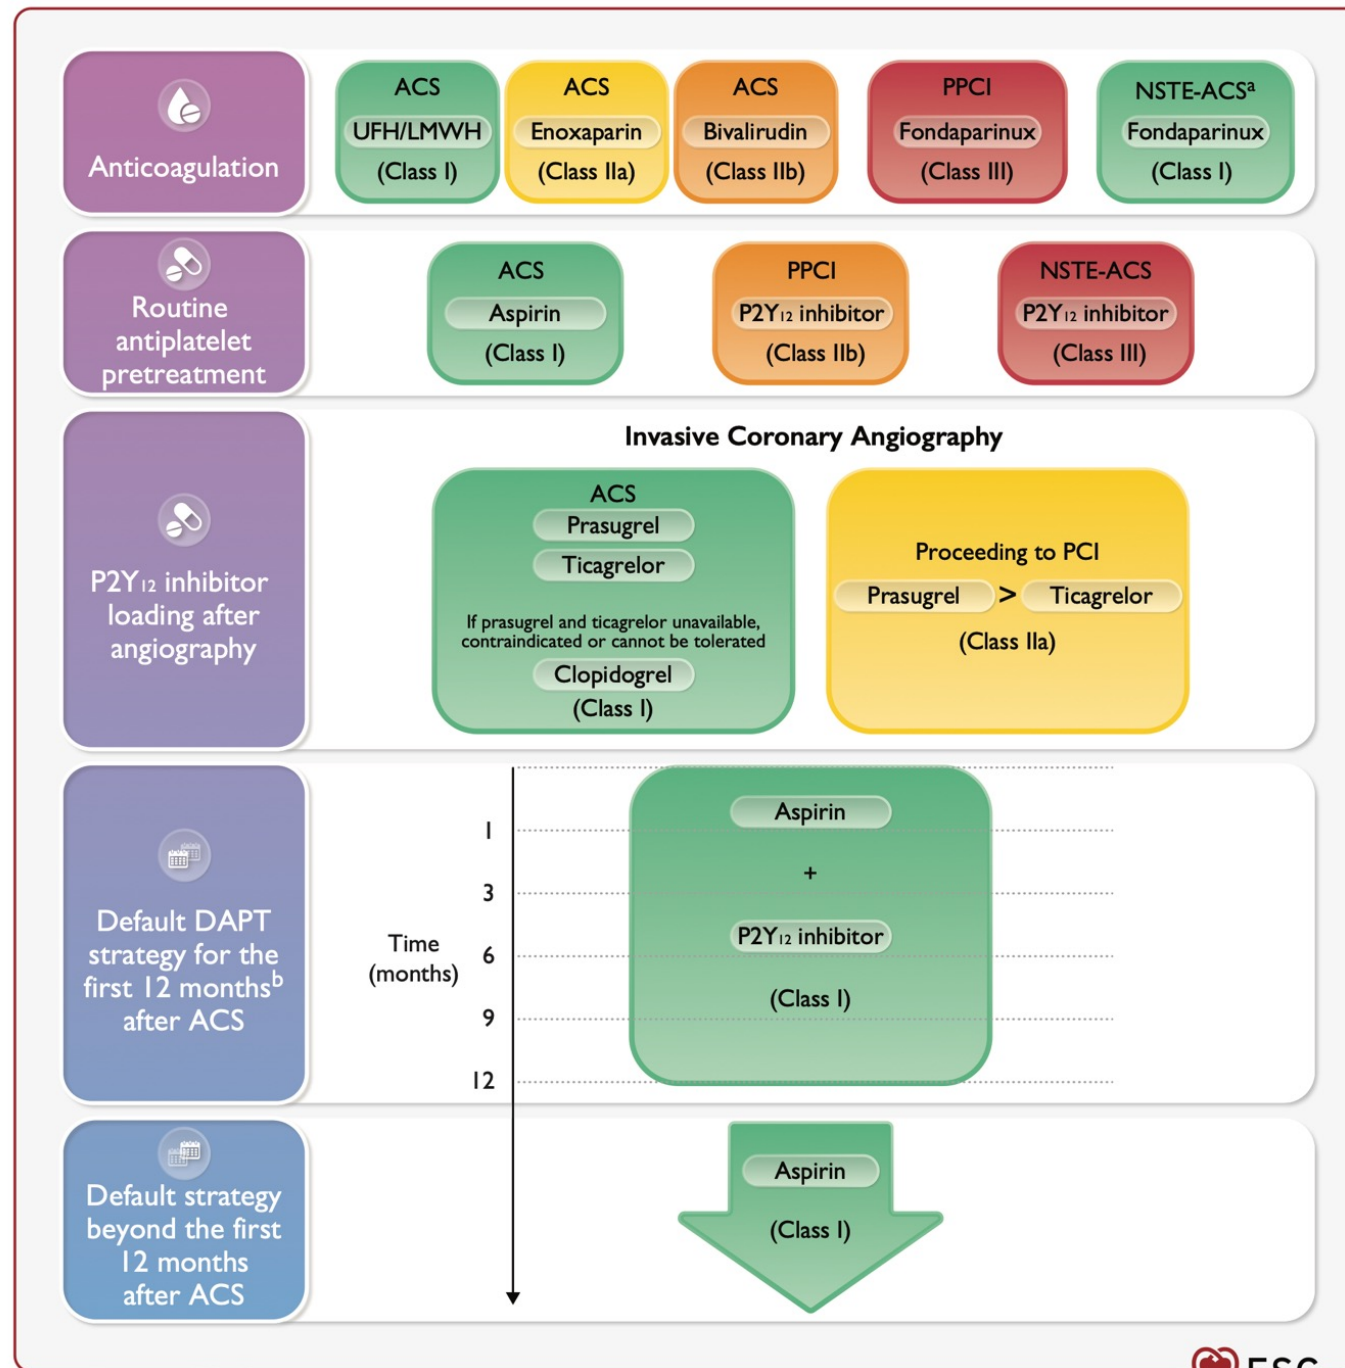 Anticoagulation
ACS
UFH/LMWH
(Class I)
ACS
Enoxaparin
(Class IIa)
ACS
Bivalirudin
(Class IIb)
PPCI
Fondaparinux
(Class III)
NSTE-ACSᵃ
Fondaparinux
(Class I)
Routine
antiplatelet
pretreatment
ACS
Aspirin
(Class I)
PPCI
P2Y₁₂ inhibitor
(Class IIb)
NSTE-ACS
P2Y₁₂ inhibitor
(Class III)
P2Y₁₂ inhibitor
loading after
angiography
Invasive Coronary Angiography
ACS
Prasugrel
Ticagrelor
If prasugrel and ticagrelor unavailable,
contraindicated or cannot be tolerated
Clopidogrel
(Class I)
Proceeding to PCI
Prasugrel > Ticagrelor
(Class IIa)
Default DAPT
strategy for the
first 12 monthsᵇ
after ACS
Time
(months)
1
3
6
9
12
Aspirin
+
P2Y₁₂ inhibitor
(Class I)
Default strategy
beyond the first
12 months
after ACS
Aspirin
(Class I)
ESC